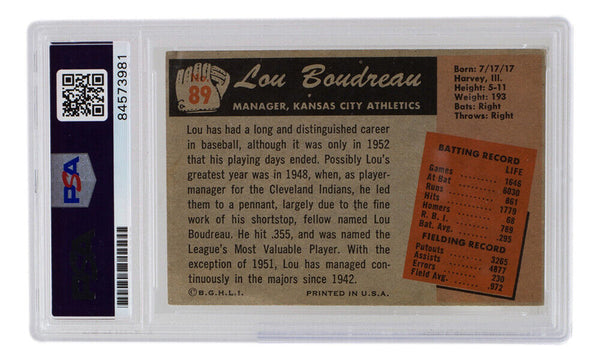 84573981
PSA
No.
89
Lou Boudreau
MANAGER, KANSAS CITY ATHLETICS
Lou has had a long and distinguished career
in baseball, although it was only in 1952
that his playing days ended. Possibly Lou's
greatest year was in 1948, when, as player-
manager for the Cleveland Indians, he led
them to a pennant, largely due to the fine
work of his shortstop, fellow named Lou
Boudreau. He hit .355, and was named the
League's Most Valuable Player. With the
exception of 1951, Lou has managed con-
tinuously in the majors since 1942.
©B.G.H.L.I. PRINTED IN U.S.A.
Born: 7/17/17
Harvey, Ill.
Height: 5-11
Weight: 193
Bats: Right
Throws: Right
BATTING RECORD
LIFE
Games 1646
At Bat 6030
Runs 861
Hits 1779
Homers 68
R.B.I. 789
Bat Avg. .295
FIELDING RECORD
Putouts 3265
Assists 4877
Errors 230
Field Avg. .972